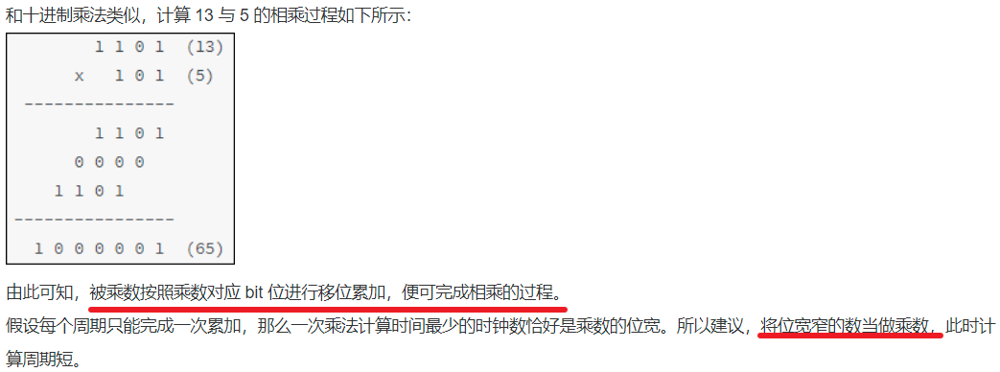 和十进制乘法类似，计算 13 与 5 的相乘过程如下所示：
1 1 0 1 (13)
x 1 0 1 (5)
---------------
1 1 0 1
0 0 0 0
1 1 0 1
----------------
1 0 0 0 0 0 1 (65)
由此可知，被乘数按照乘数对应 bit 位进行移位累加，便可完成相乘的过程。
假设每个周期只能完成一次累加，那么一次乘法计算时间最少的时钟数恰好是乘数的位宽。所以建议，将位宽窄的数当做乘数，此时计
算周期短。